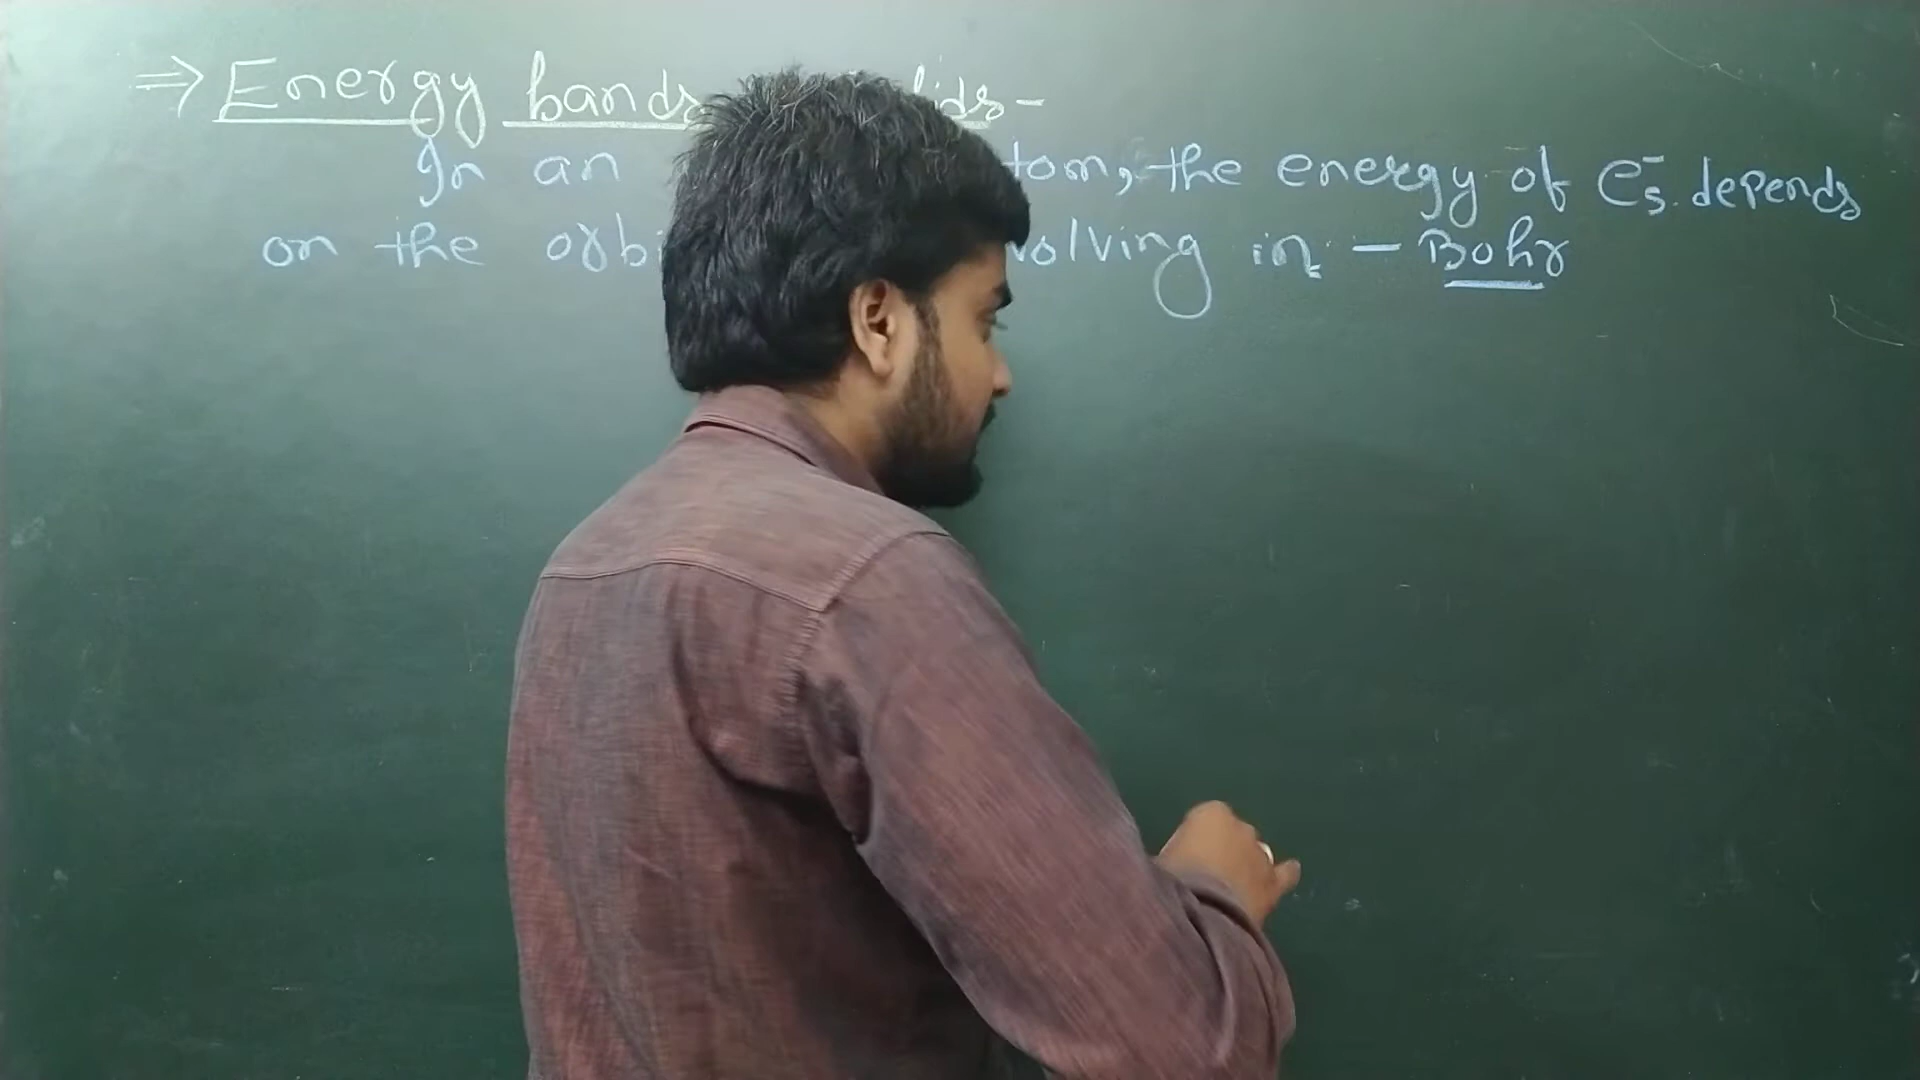 ⇒ Energy bands lids-
In an tom, the energy of e⁻s. depends
on the orbi volving in. - Bohr